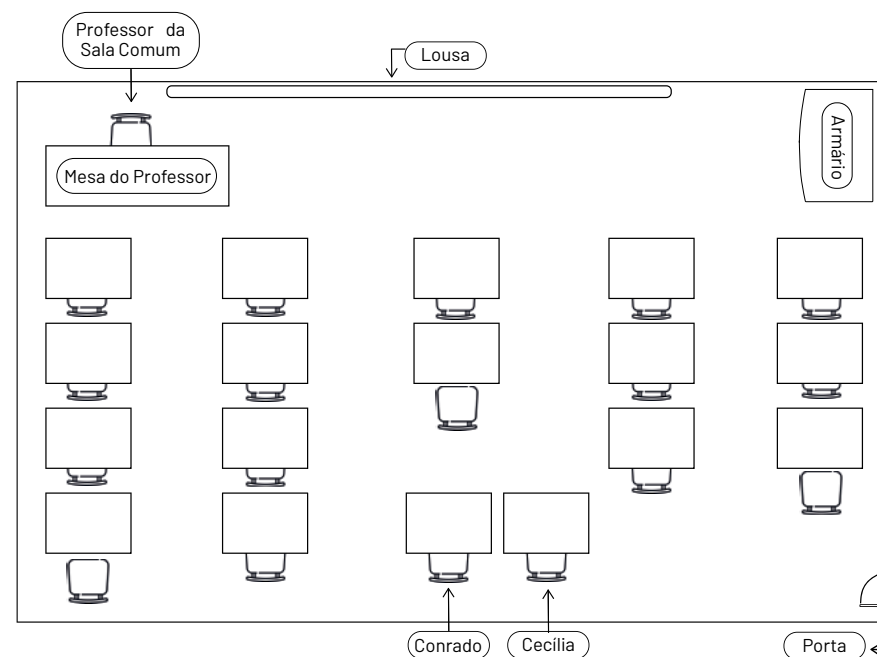 Professor da
Sala Comum
Lousa
Armário
Mesa do Professor
Conrado
Cecília
Porta